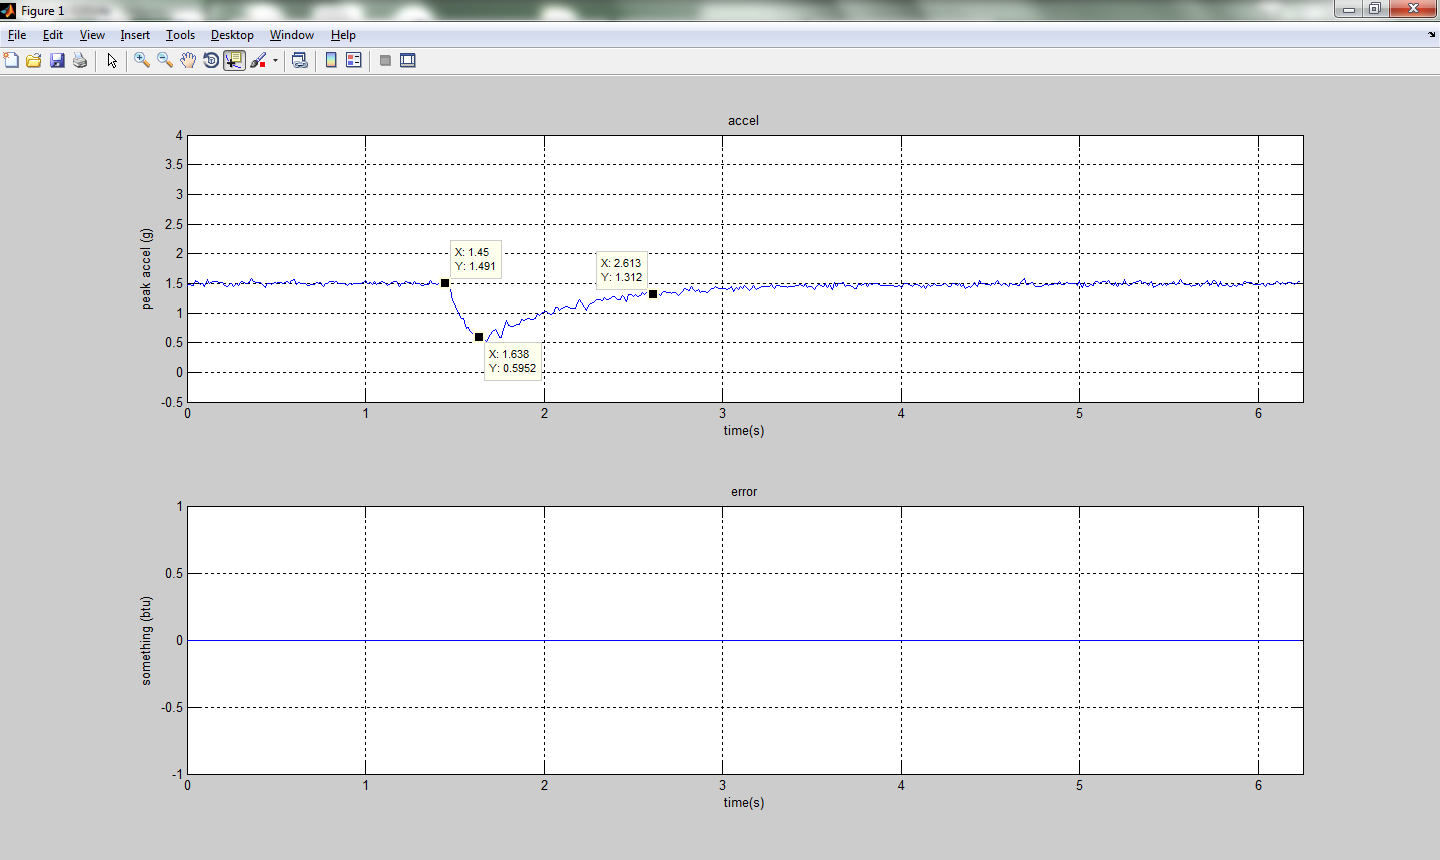 Figure 1
File Edit View Insert Tools Desktop Window Help
accel
4
3.5
3
2.5
2
1.5
1
0.5
0
-0.5
peak accel (g)
X: 1.45
Y: 1.491
X: 2.613
Y: 1.312
X: 1.638
Y: 0.5952
0 1 2 3 4 5 6
time(s)
error
1
0.5
0
-0.5
-1
something (btu)
0 1 2 3 4 5 6
time(s)